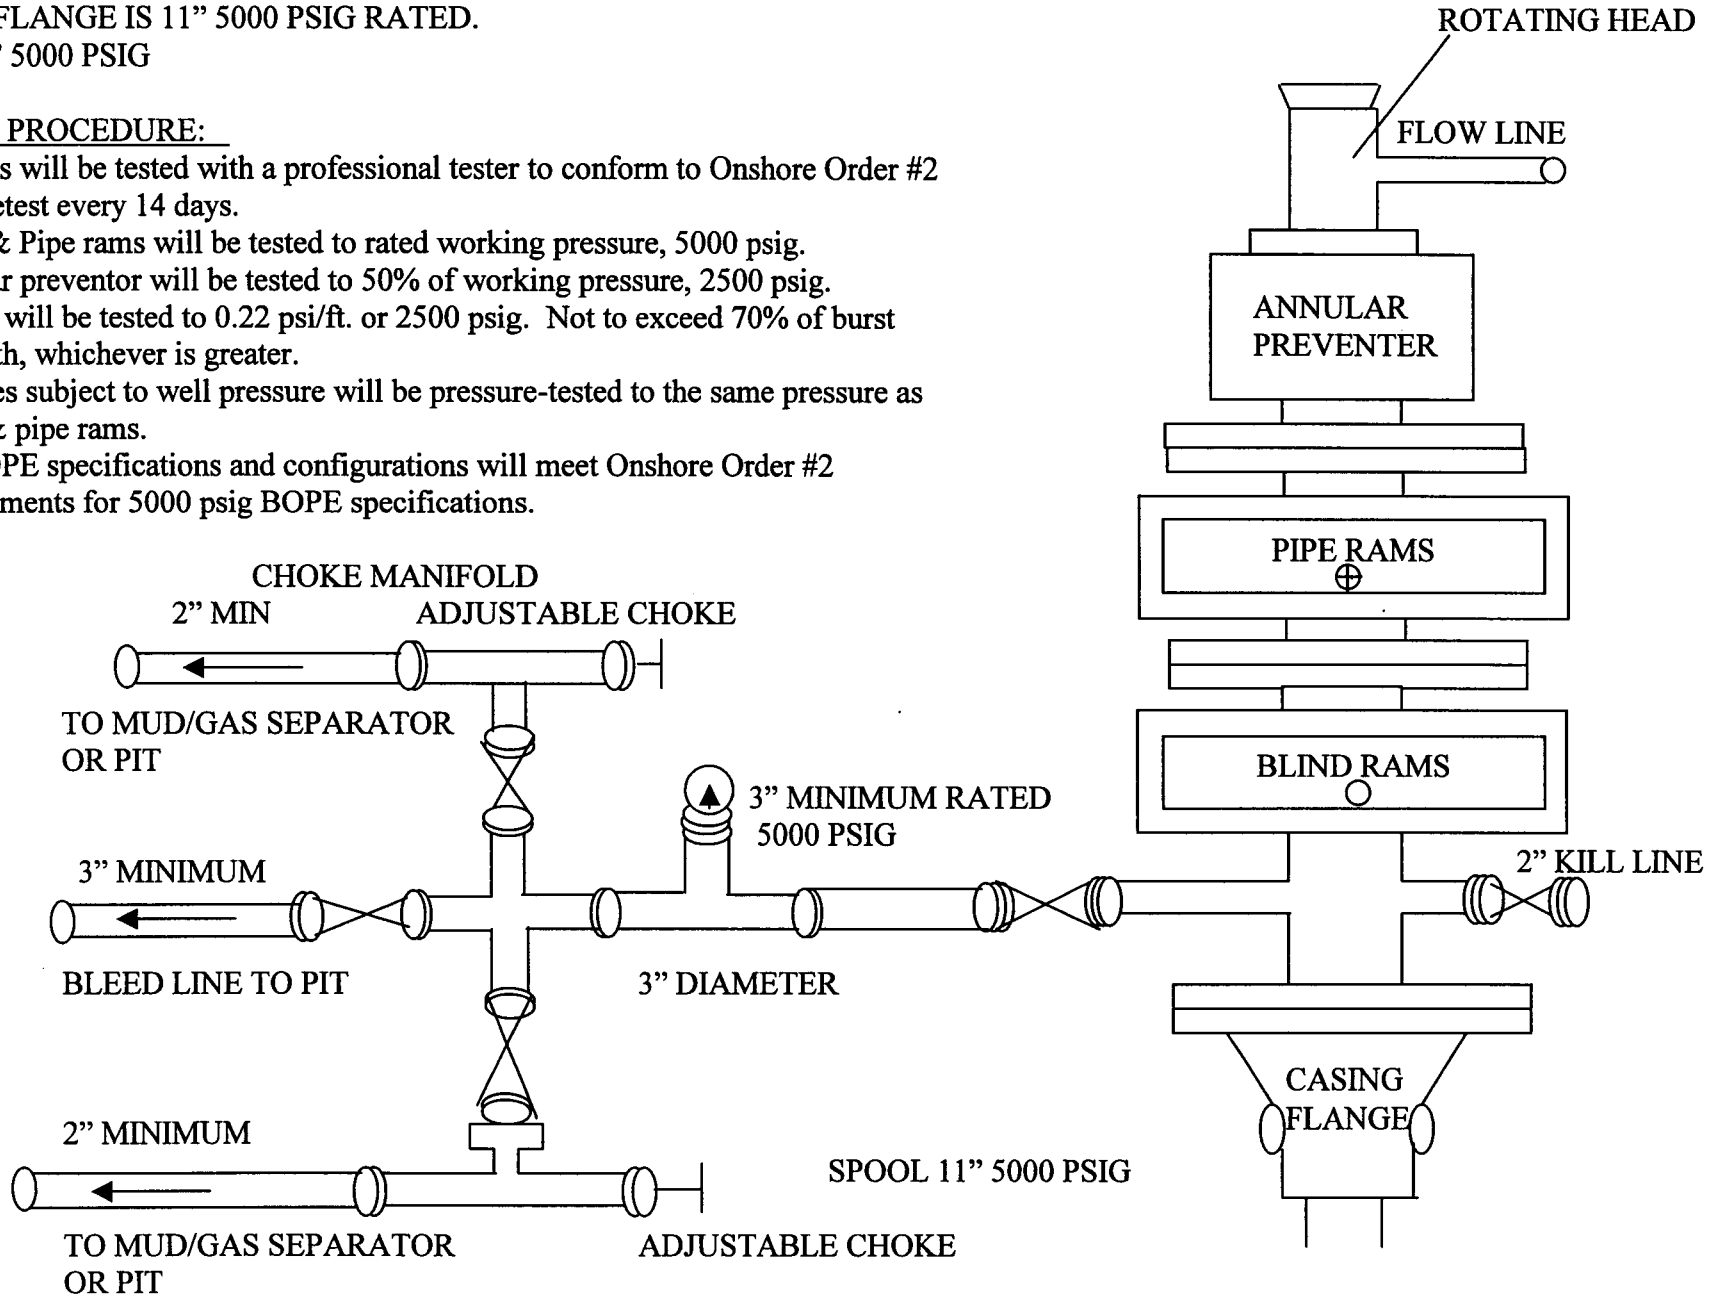 FLANGE IS 11” 5000 PSIG RATED.
” 5000 PSIG
PROCEDURE:
s will be tested with a professional tester to conform to Onshore Order #2
etest every 14 days.
& Pipe rams will be tested to rated working pressure, 5000 psig.
r preventor will be tested to 50% of working pressure, 2500 psig.
will be tested to 0.22 psi/ft. or 2500 psig. Not to exceed 70% of burst
th, whichever is greater.
es subject to well pressure will be pressure-tested to the same pressure as
& pipe rams.
PE specifications and configurations will meet Onshore Order #2
ments for 5000 psig BOPE specifications.
ROTATING HEAD
FLOW LINE
ANNULAR
PREVENTER
PIPE RAMS
BLIND RAMS
2” KILL LINE
CASING
FLANGE
CHOKE MANIFOLD
2” MIN
ADJUSTABLE CHOKE
TO MUD/GAS SEPARATOR
OR PIT
3” MINIMUM RATED
5000 PSIG
3” MINIMUM
BLEED LINE TO PIT
3” DIAMETER
2” MINIMUM
SPOOL 11” 5000 PSIG
TO MUD/GAS SEPARATOR
OR PIT
ADJUSTABLE CHOKE